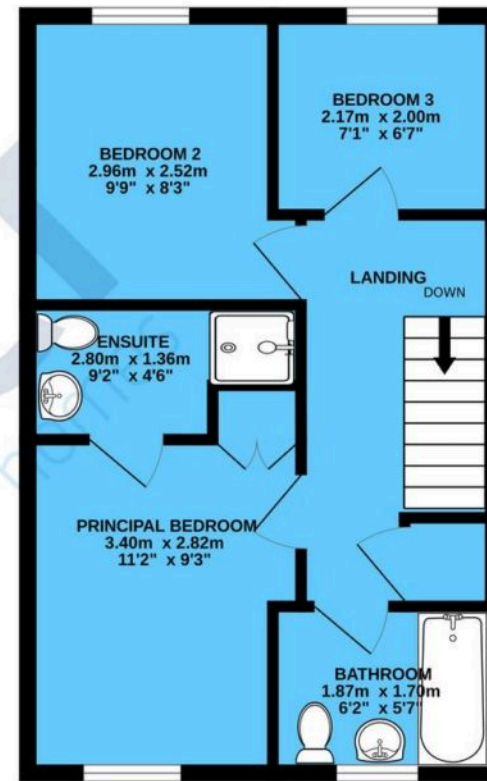 BEDROOM 2
2.96m x 2.52m
9'9" x 8'3"
BEDROOM 3
2.17m x 2.00m
7'1" x 6'7"
LANDING
DOWN
ENSUITE
2.80m x 1.36m
9'2" x 4'6"
PRINCIPAL BEDROOM
3.40m x 2.82m
11'2" x 9'3"
BATHROOM
1.87m x 1.70m
6'2" x 5'7"